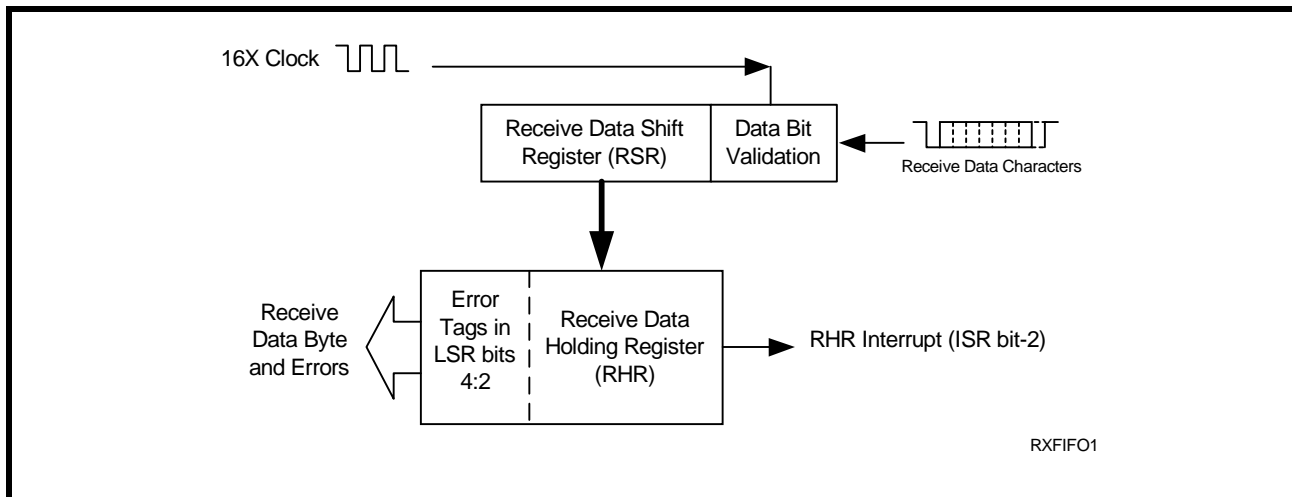 16X Clock
Receive Data Shift
Register (RSR)
Data Bit
Validation
Receive Data Characters
Receive
Data Byte
and Errors
Error
Tags in
LSR bits
4:2
Receive Data
Holding Register
(RHR)
RHR Interrupt (ISR bit-2)
RXFIFO1